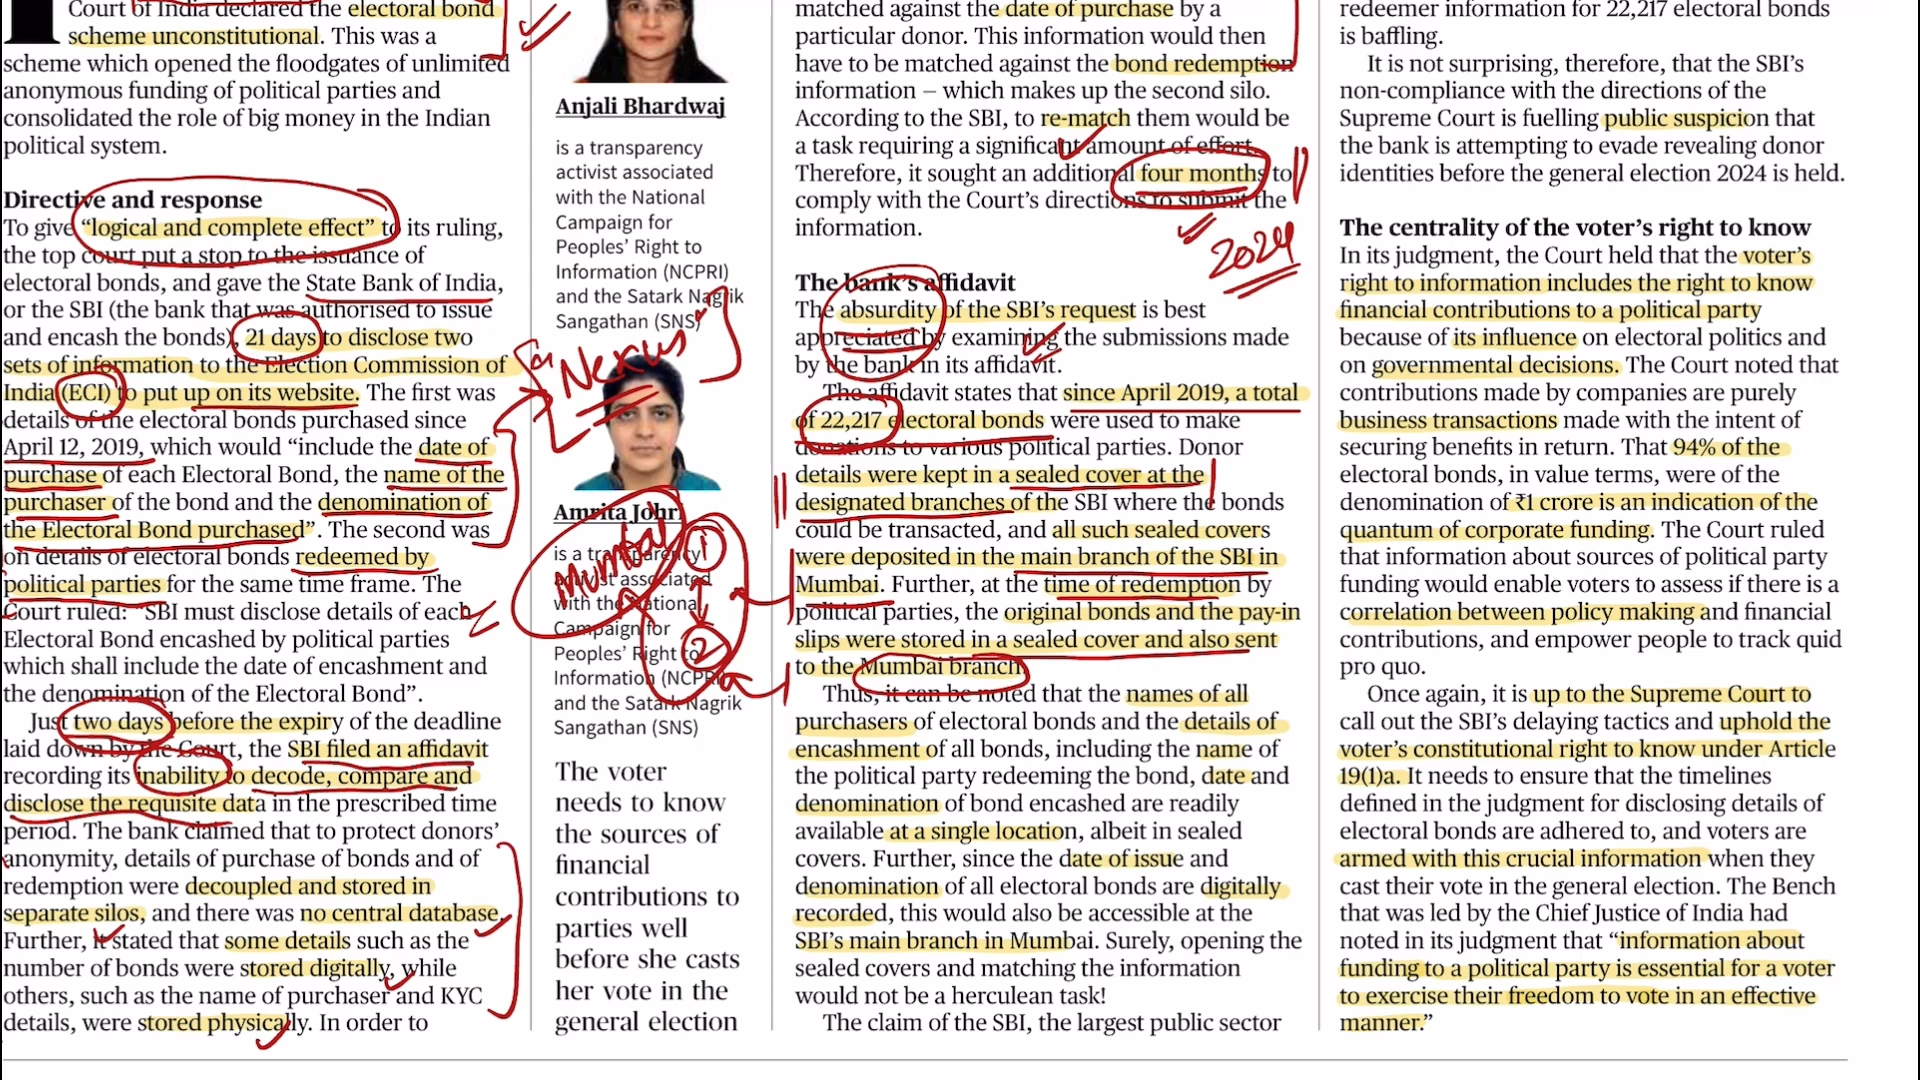 Court of India declared the electoral bond
scheme unconstitutional. This was a
scheme which opened the floodgates of unlimited
anonymous funding of political parties and
consolidated the role of big money in the Indian
political system.
Directive and response
To give “logical and complete effect” to its ruling,
the top court put a stop to the issuance of
electoral bonds, and gave the State Bank of India,
or the SBI (the bank that was authorised to issue
and encash the bonds), 21 days to disclose two
sets of information to the Election Commission of
India (ECI) to put up on its website. The first was
details of the electoral bonds purchased since
April 12, 2019, which would “include the date of
purchase of each Electoral Bond, the name of the
purchaser of the bond and the denomination of
the Electoral Bond purchased”. The second was
on details of electoral bonds redeemed by
political parties for the same time frame. The
Court ruled: “SBI must disclose details of each
Electoral Bond encashed by political parties
which shall include the date of encashment and
the denomination of the Electoral Bond”.
Just two days before the expiry of the deadline
laid down by the Court, the SBI filed an affidavit
recording its inability to decode, compare and
disclose the requisite data in the prescribed time
period. The bank claimed that to protect donors’
anonymity, details of purchase of bonds and of
redemption were decoupled and stored in
separate silos, and there was no central database.
Further, it stated that some details such as the
number of bonds were stored digitally, while
others, such as the name of purchaser and KYC
details, were stored physically. In order to
Anjali Bhardwaj
is a transparency
activist associated
with the National
Campaign for
Peoples’ Right to
Information (NCPRI)
and the Satark Nagrik
Sangathan (SNS)
Nexus
Amrita Johri
Mumbai
is a transparency
activist associated
with the National
Campaign for
Peoples’ Right to
Information (NCPRI)
and the Satark Nagrik
Sangathan (SNS)
1
2
The voter
needs to know
the sources of
financial
contributions to
parties well
before she casts
her vote in the
general election
matched against the date of purchase by a
particular donor. This information would then
have to be matched against the bond redemption
information – which makes up the second silo.
According to the SBI, to re-match them would be
a task requiring a significant amount of effort.
Therefore, it sought an additional four months to
comply with the Court’s directions to submit the
information.
2024
The bank’s affidavit
The absurdity of the SBI’s request is best
appreciated by examining the submissions made
by the bank in its affidavit.
The affidavit states that since April 2019, a total
of 22,217 electoral bonds were used to make
donations to various political parties. Donor
details were kept in a sealed cover at the
designated branches of the SBI where the bonds
could be transacted, and all such sealed covers
were deposited in the main branch of the SBI in
Mumbai. Further, at the time of redemption by
political parties, the original bonds and the pay-in
slips were stored in a sealed cover and also sent
to the Mumbai branch.
Thus, it can be noted that the names of all
purchasers of electoral bonds and the details of
encashment of all bonds, including the name of
the political party redeeming the bond, date and
denomination of bond encashed are readily
available at a single location, albeit in sealed
covers. Further, since the date of issue and
denomination of all electoral bonds are digitally
recorded, this would also be accessible at the
SBI’s main branch in Mumbai. Surely, opening the
sealed covers and matching the information
would not be a herculean task!
The claim of the SBI, the largest public sector
redeemer information for 22,217 electoral bonds
is baffling.
It is not surprising, therefore, that the SBI’s
non-compliance with the directions of the
Supreme Court is fuelling public suspicion that
the bank is attempting to evade revealing donor
identities before the general election 2024 is held.
The centrality of the voter’s right to know
In its judgment, the Court held that the voter’s
right to information includes the right to know
financial contributions to a political party
because of its influence on electoral politics and
on governmental decisions. The Court noted that
contributions made by companies are purely
business transactions made with the intent of
securing benefits in return. That 94% of the
electoral bonds, in value terms, were of the
denomination of ₹1 crore is an indication of the
quantum of corporate funding. The Court ruled
that information about sources of political party
funding would enable voters to assess if there is a
correlation between policy making and financial
contributions, and empower people to track quid
pro quo.
Once again, it is up to the Supreme Court to
call out the SBI’s delaying tactics and uphold the
voter’s constitutional right to know under Article
19(1)a. It needs to ensure that the timelines
defined in the judgment for disclosing details of
electoral bonds are adhered to, and voters are
armed with this crucial information when they
cast their vote in the general election. The Bench
that was led by the Chief Justice of India had
noted in its judgment that “information about
funding to a political party is essential for a voter
to exercise their freedom to vote in an effective
manner.”